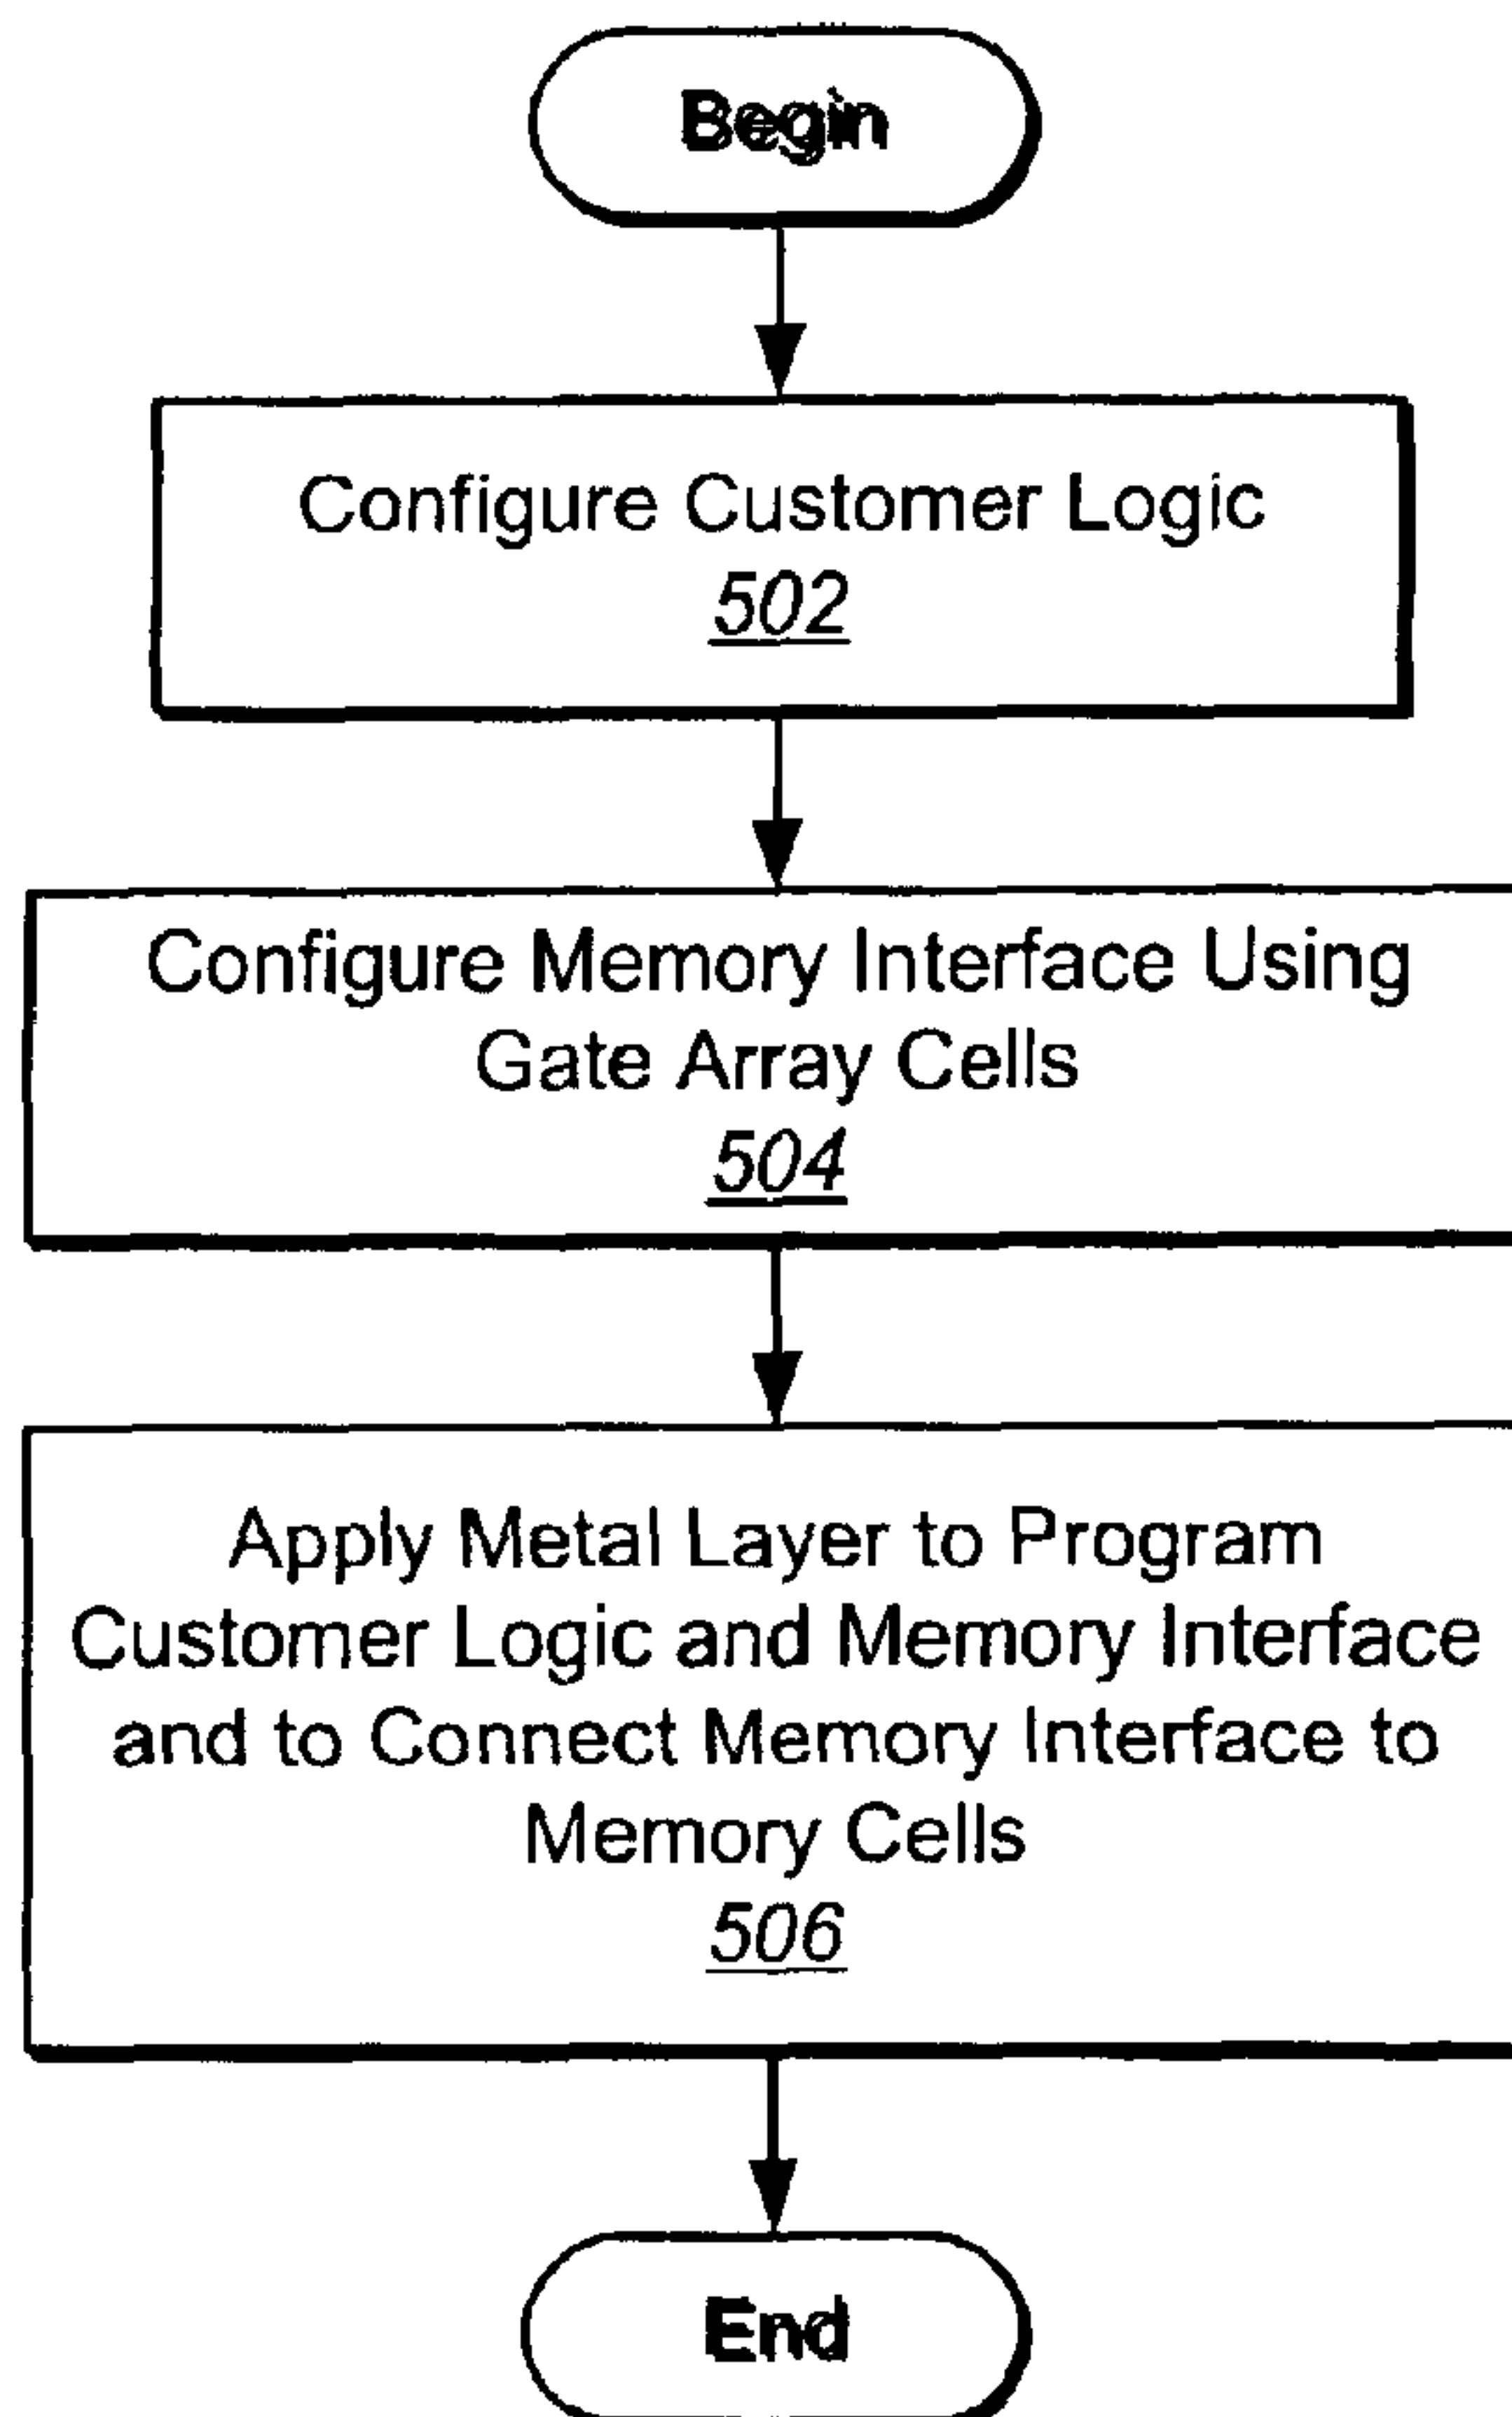 Begin
Configure Customer Logic
502
Configure Memory Interface Using
Gate Array Cells
504
Apply Metal Layer to Program
Customer Logic and Memory Interface
and to Connect Memory Interface to
Memory Cells
506
End